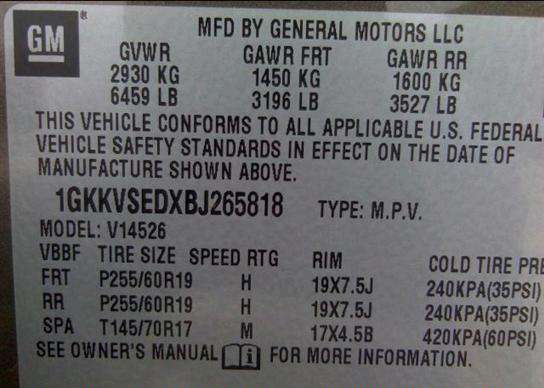 GM ®
MFD BY GENERAL MOTORS LLC
GVWR GAWR FRT GAWR RR
2930 KG 1450 KG 1600 KG
6459 LB 3196 LB 3527 LB
THIS VEHICLE CONFORMS TO ALL APPLICABLE U.S. FEDERAL
VEHICLE SAFETY STANDARDS IN EFFECT ON THE DATE OF
MANUFACTURE SHOWN ABOVE.
1GKKVSEDXBJ265818 TYPE: M.P.V.
MODEL: V14526
VBBF TIRE SIZE SPEED RTG RIM COLD TIRE PRE
FRT P255/60R19 H 19X7.5J 240KPA(35PSI)
RR P255/60R19 H 19X7.5J 240KPA(35PSI)
SPA T145/70R17 M 17X4.5B 420KPA(60PSI)
SEE OWNER'S MANUAL i FOR MORE INFORMATION.